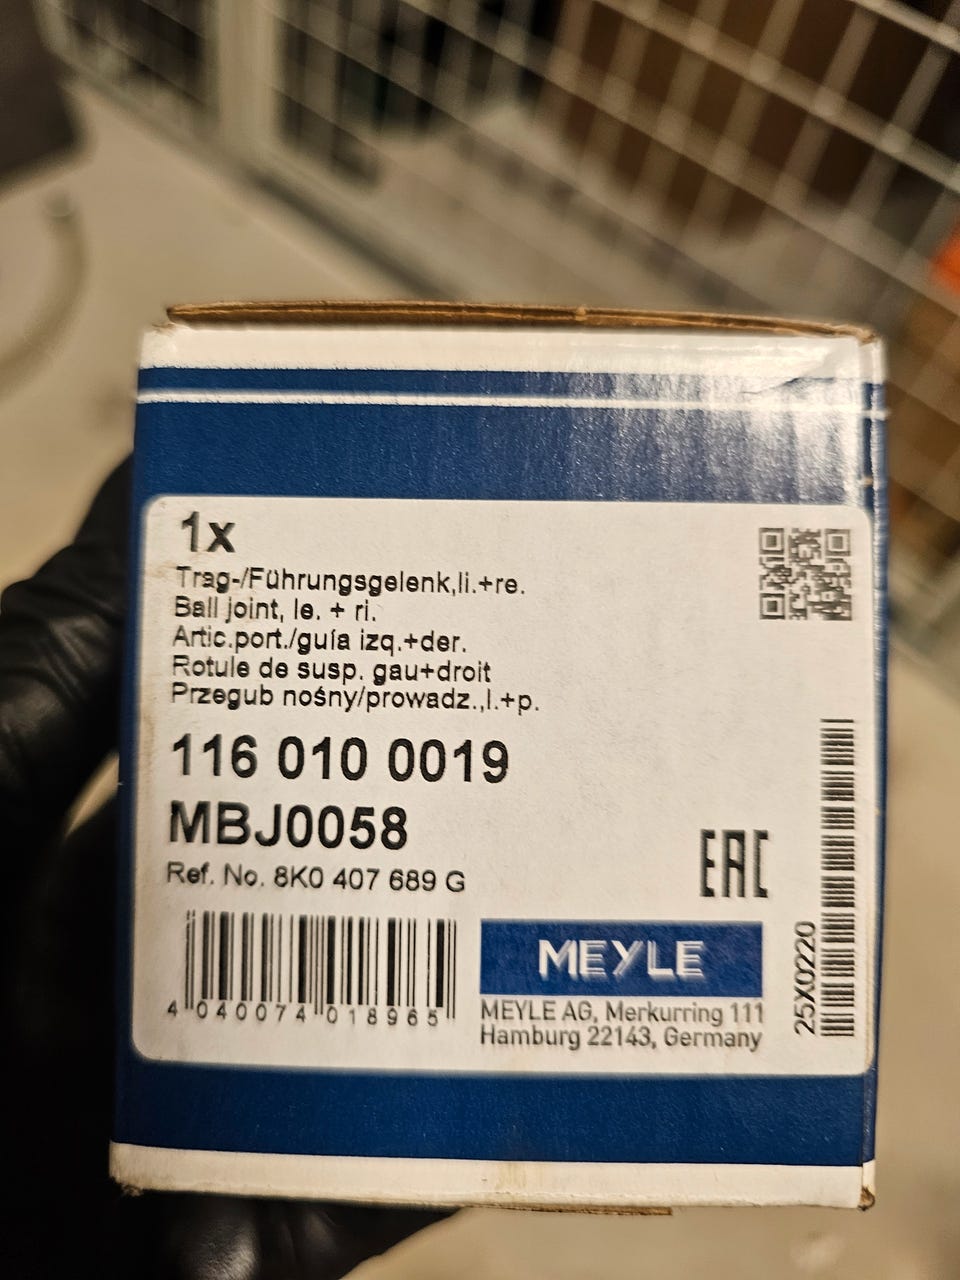 1x
Trag-/Führungsgelenk,li.+re.
Ball joint, le. + ri.
Artic.port./guía izq.+der.
Rotule de susp. gau+droit
Przegub nośny/prowadz.,l.+p.
116 010 0019
MBJ0058
Ref. No. 8K0 407 689 G
EAC
4 040074 018965
MEYLE
MEYLE AG, Merkurring 111
Hamburg 22143, Germany
25X0220